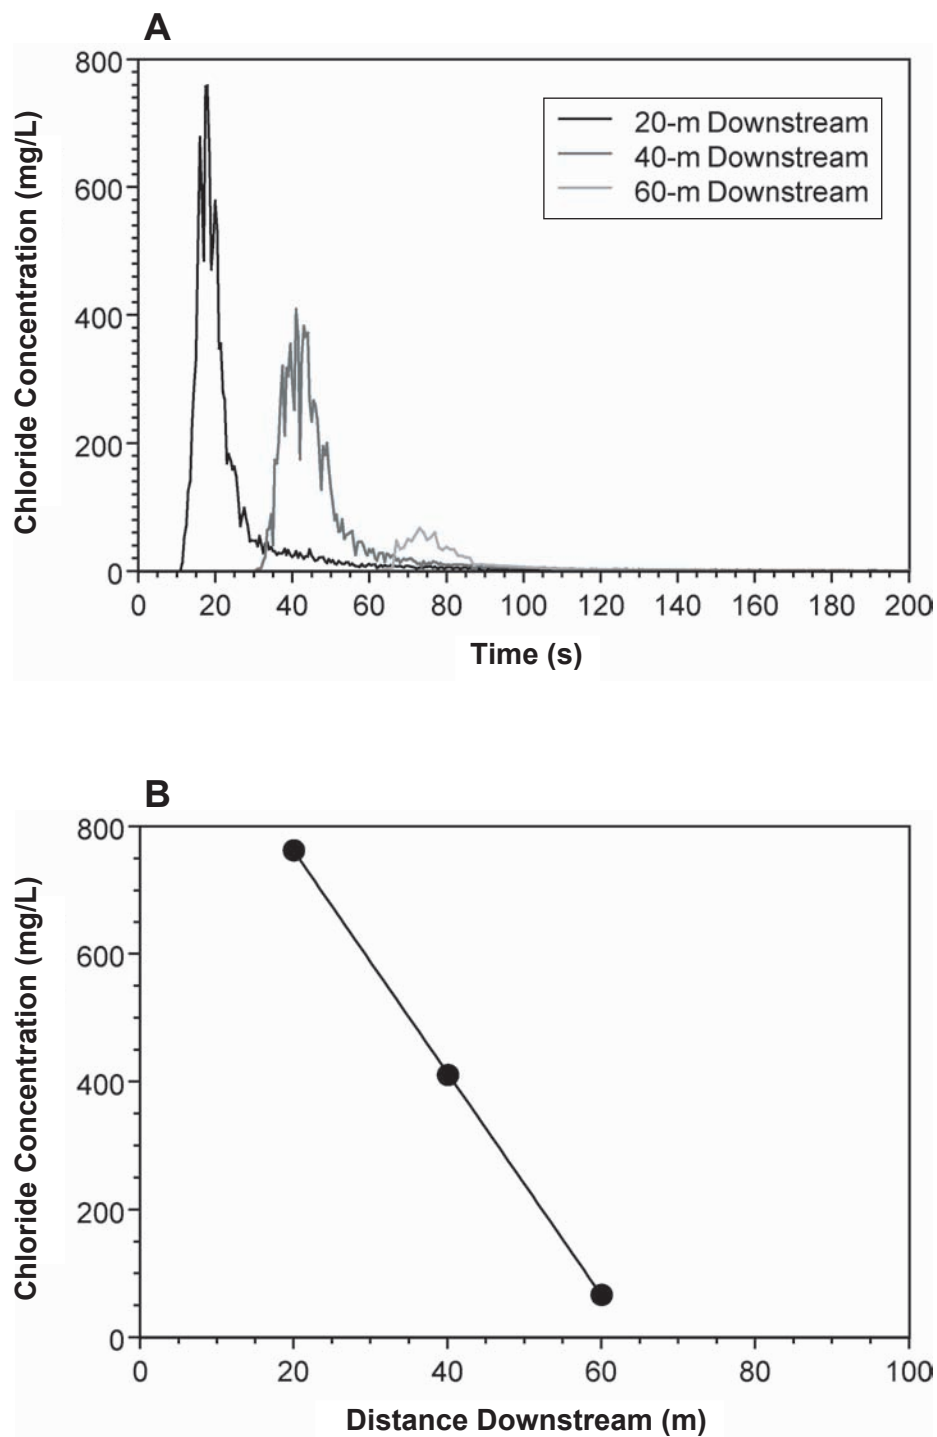 A
Chloride Concentration (mg/L)
800
600
400
200
0
20-m Downstream
40-m Downstream
60-m Downstream
0 20 40 60 80 100 120 140 160 180 200
Time (s)
B
Chloride Concentration (mg/L)
800
600
400
200
0
0 20 40 60 80 100
Distance Downstream (m)